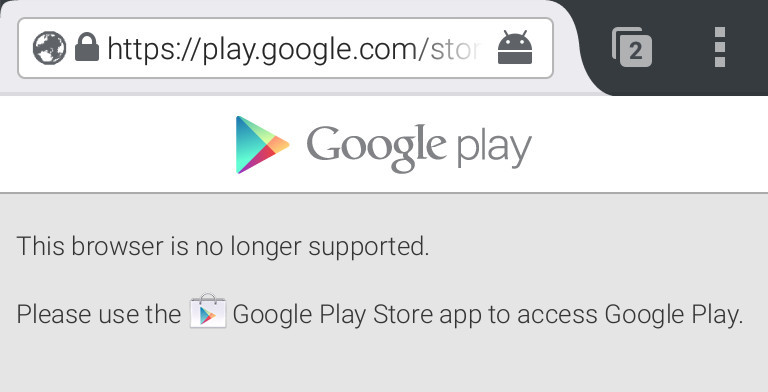 https://play.google.com/stor
2
Google play
This browser is no longer supported.
Please use the Google Play Store app to access Google Play.